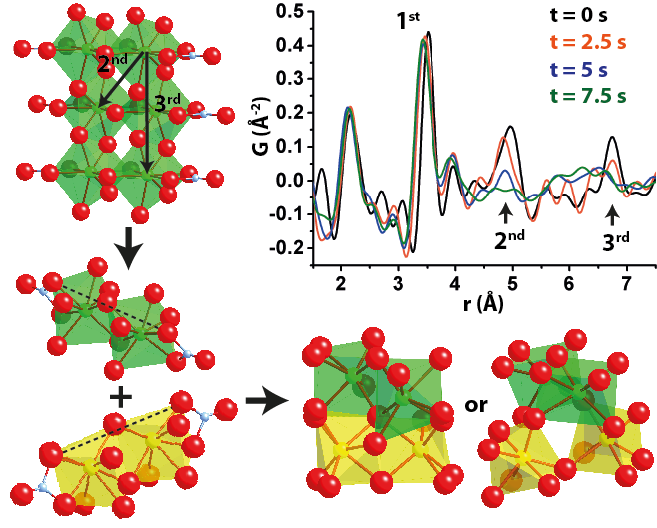 2nd
3rd
1st
t = 0 s
t = 2.5 s
t = 5 s
t = 7.5 s
G (Å-2)
0.5
0.4
0.3
0.2
0.1
0.0
-0.1
-0.2
2nd
3rd
2 3 4 5 6 7
r (Å)
+
or